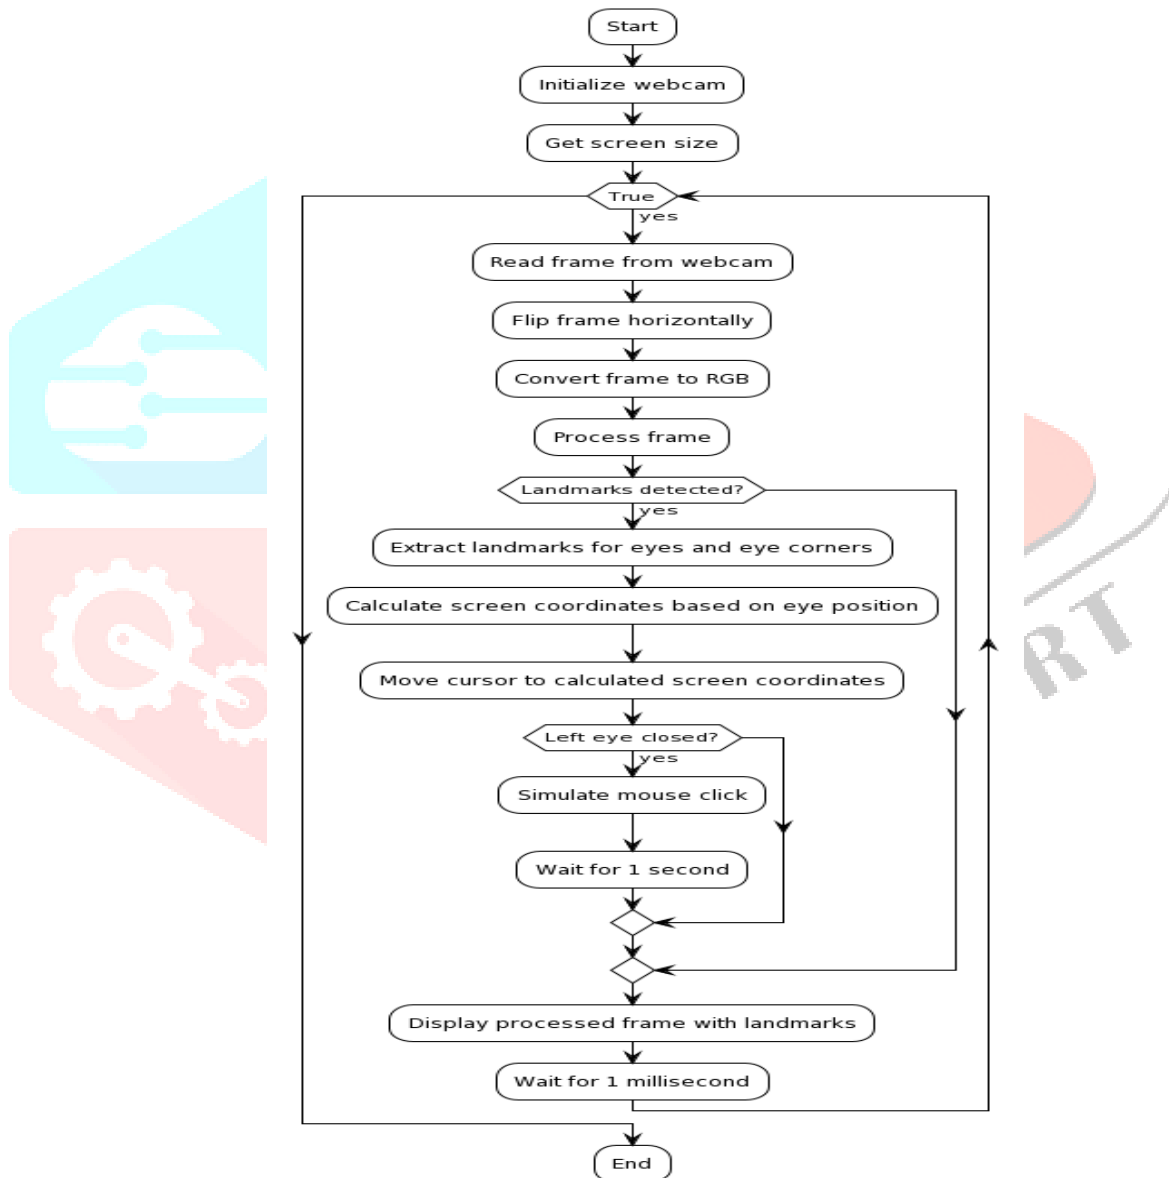 Start
Initialize webcam
Get screen size
True
yes
Read frame from webcam
Flip frame horizontally
Convert frame to RGB
Process frame
Landmarks detected?
yes
Extract landmarks for eyes and eye corners
Calculate screen coordinates based on eye position
Move cursor to calculated screen coordinates
Left eye closed?
yes
Simulate mouse click
Wait for 1 second
Display processed frame with landmarks
Wait for 1 millisecond
End
RT